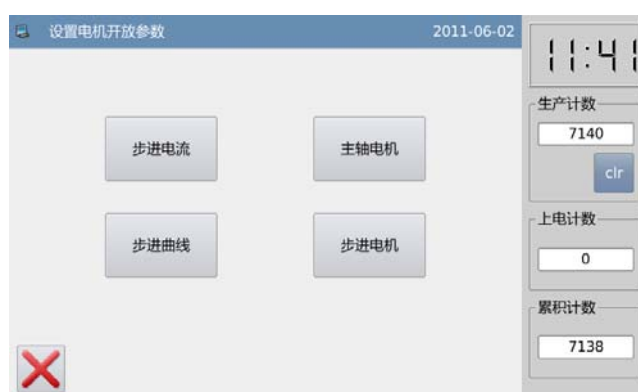 设置电机开放参数 2011-06-02
11:41
步进电流 主轴电机
步进曲线 步进电机
生产计数
7140
clr
上电计数
0
累积计数
7138